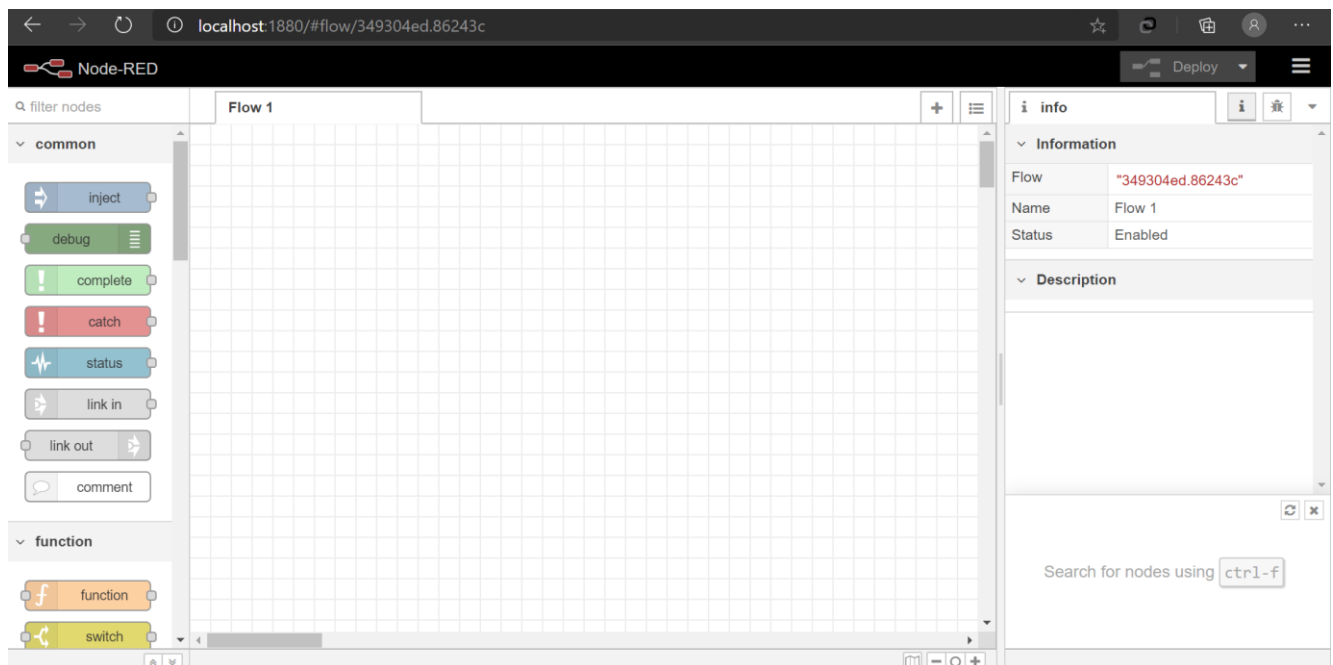 localhost:1880/#flow/349304ed.86243c
Node-RED
Deploy
filter nodes
Flow 1
i info
i
common
Information
inject
Flow "349304ed.86243c"
Name Flow 1
debug
Status Enabled
complete
Description
catch
status
link in
link out
comment
function
Search for nodes using ctrl-f
function
switch